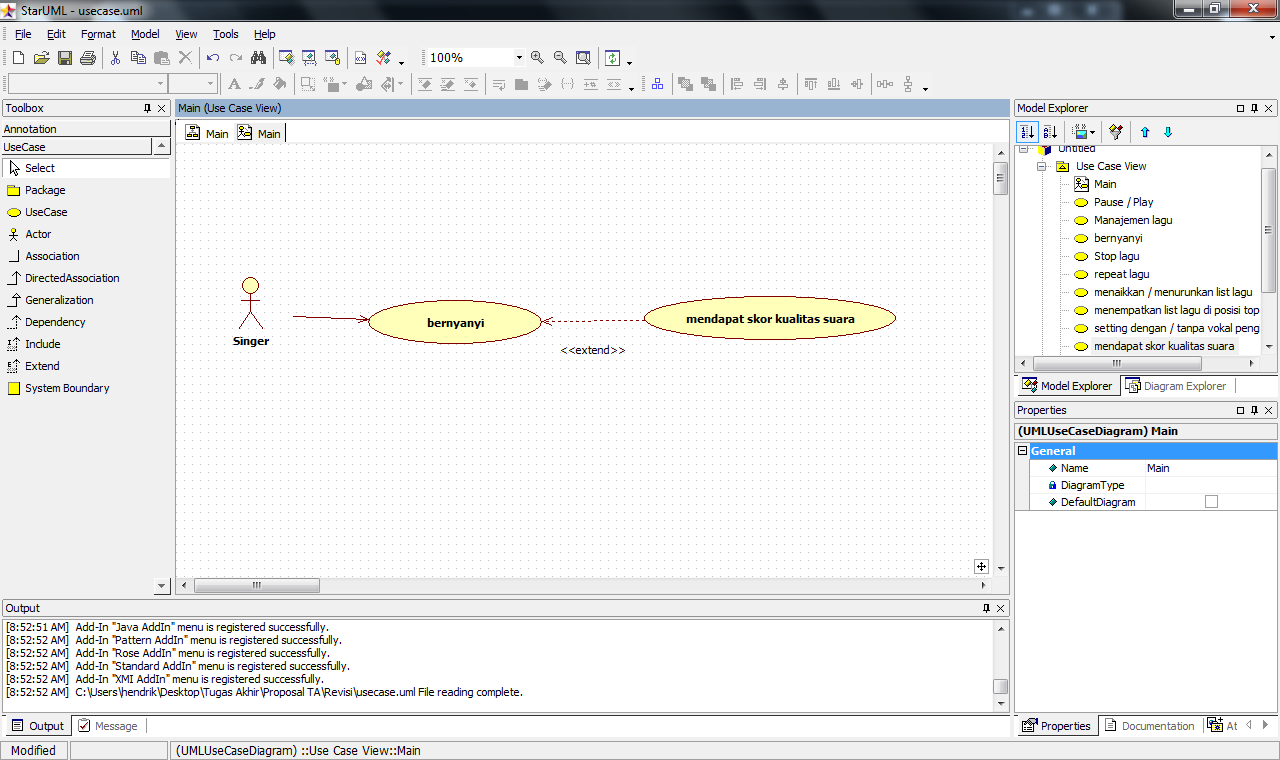 StarUML - usecase.uml
File Edit Format Model View Tools Help
100%
Toolbox
Annotation
UseCase
Select
Package
UseCase
Actor
Association
DirectedAssociation
Generalization
Dependency
Include
Extend
System Boundary
Main (Use Case View)
Main Main
Singer
bernyanyi
<<extend>>
mendapat skor kualitas suara
Model Explorer
Untitled
Use Case View
Main
Pause / Play
Manajemen lagu
bernyanyi
Stop lagu
repeat lagu
menaikkan / menurunkan list lagu
menempatkan list lagu di posisi top
setting dengan / tanpa vokal peng
mendapat skor kualitas suara
Model Explorer Diagram Explorer
Properties
(UMLUseCaseDiagram) Main
General
Name Main
DiagramType
DefaultDiagram
Properties Documentation At
Output
[8:52:51 AM] Add-In "Java AddIn" menu is registered successfully.
[8:52:52 AM] Add-In "Pattern AddIn" menu is registered successfully.
[8:52:52 AM] Add-In "Rose AddIn" menu is registered successfully.
[8:52:52 AM] Add-In "Standard AddIn" menu is registered successfully.
[8:52:52 AM] Add-In "XMI AddIn" menu is registered successfully.
[8:52:52 AM] C:\Users\hendrik\Desktop\Tugas Akhir\Proposal TA\Revisi\usecase.uml File reading complete.
Output Message
Modified
(UMLUseCaseDiagram) ::Use Case View::Main